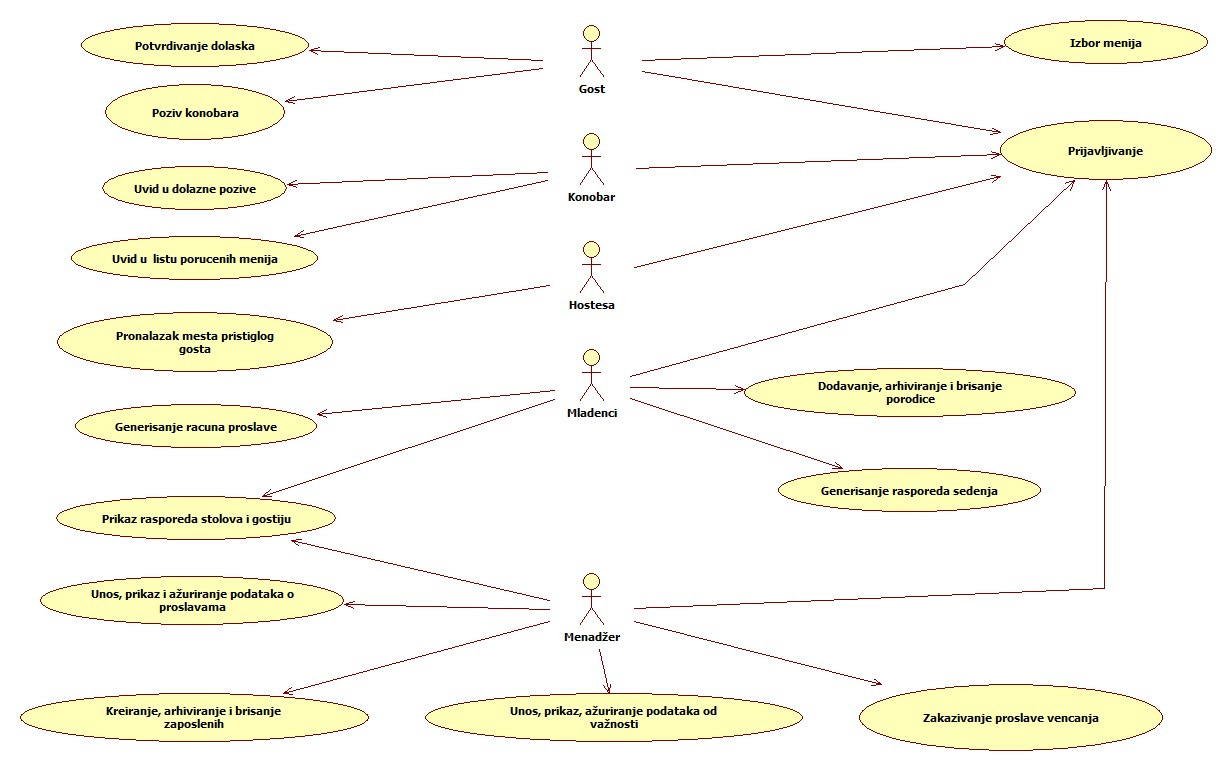 Potvrdivanje dolaska
Gost
Izbor menija
Poziv konobara
Prijavljivanje
Uvid u dolazne pozive
Konobar
Uvid u listu porucenih menija
Hostesa
Pronalazak mesta pristiglog
gosta
Mladenci
Dodavanje, arhiviranje i brisanje
porodice
Generisanje racuna proslave
Generisanje rasporeda sedenja
Prikaz rasporeda stolova i gostiju
Unos, prikaz i ažuriranje podataka o
proslavama
Menadžer
Kreiranje, arhiviranje i brisanje
zaposlenih
Unos, prikaz, ažuriranje podataka od
važnosti
Zakazivanje proslave vencanja